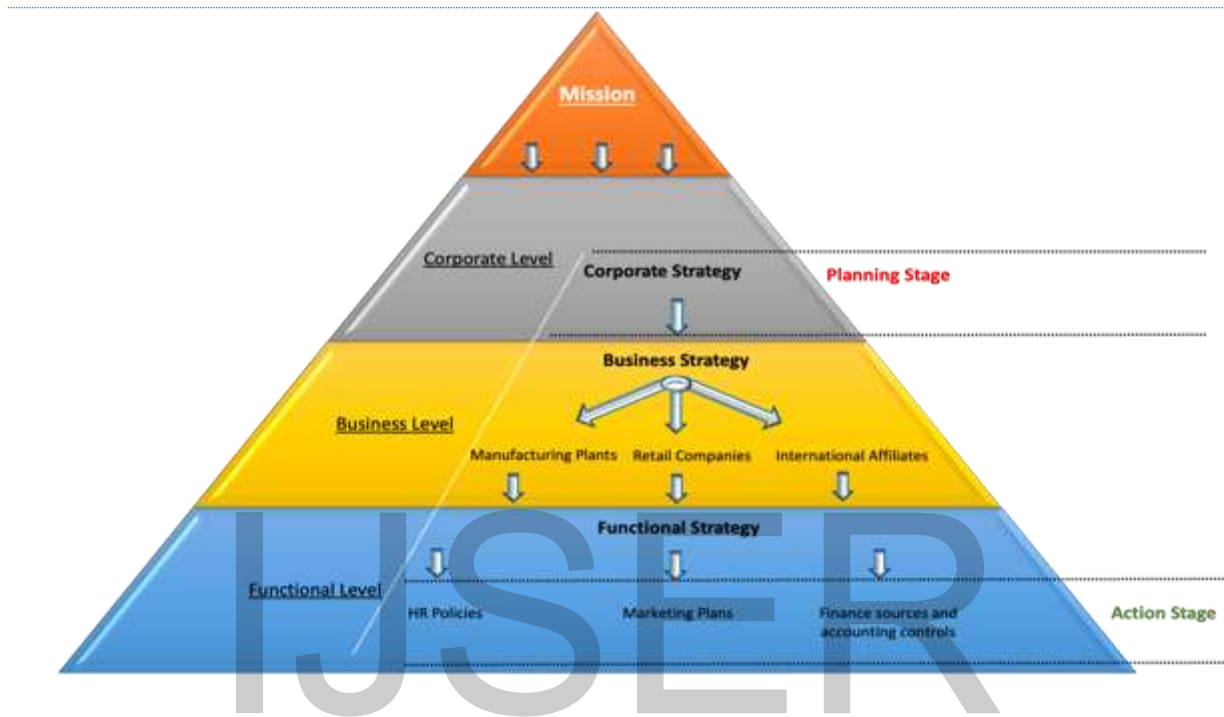 Mission
Corporate Level
Corporate Strategy
Planning Stage
Business Strategy
Business Level
Manufacturing Plants
Retail Companies
International Affiliates
Functional Strategy
Functional Level
HR Policies
Marketing Plans
Finance sources and
accounting controls
Action Stage
IJSER